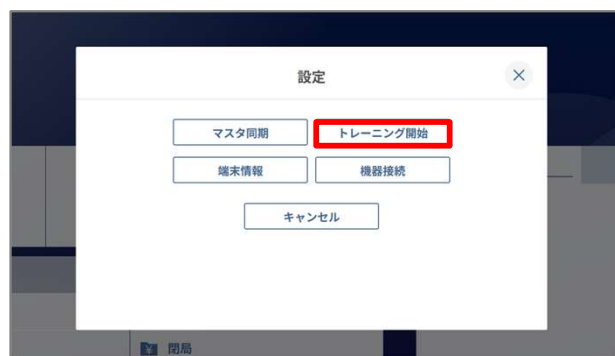 設定
マスタ同期
トレーニング開始
端末情報
機器接続
キャンセル
閉局